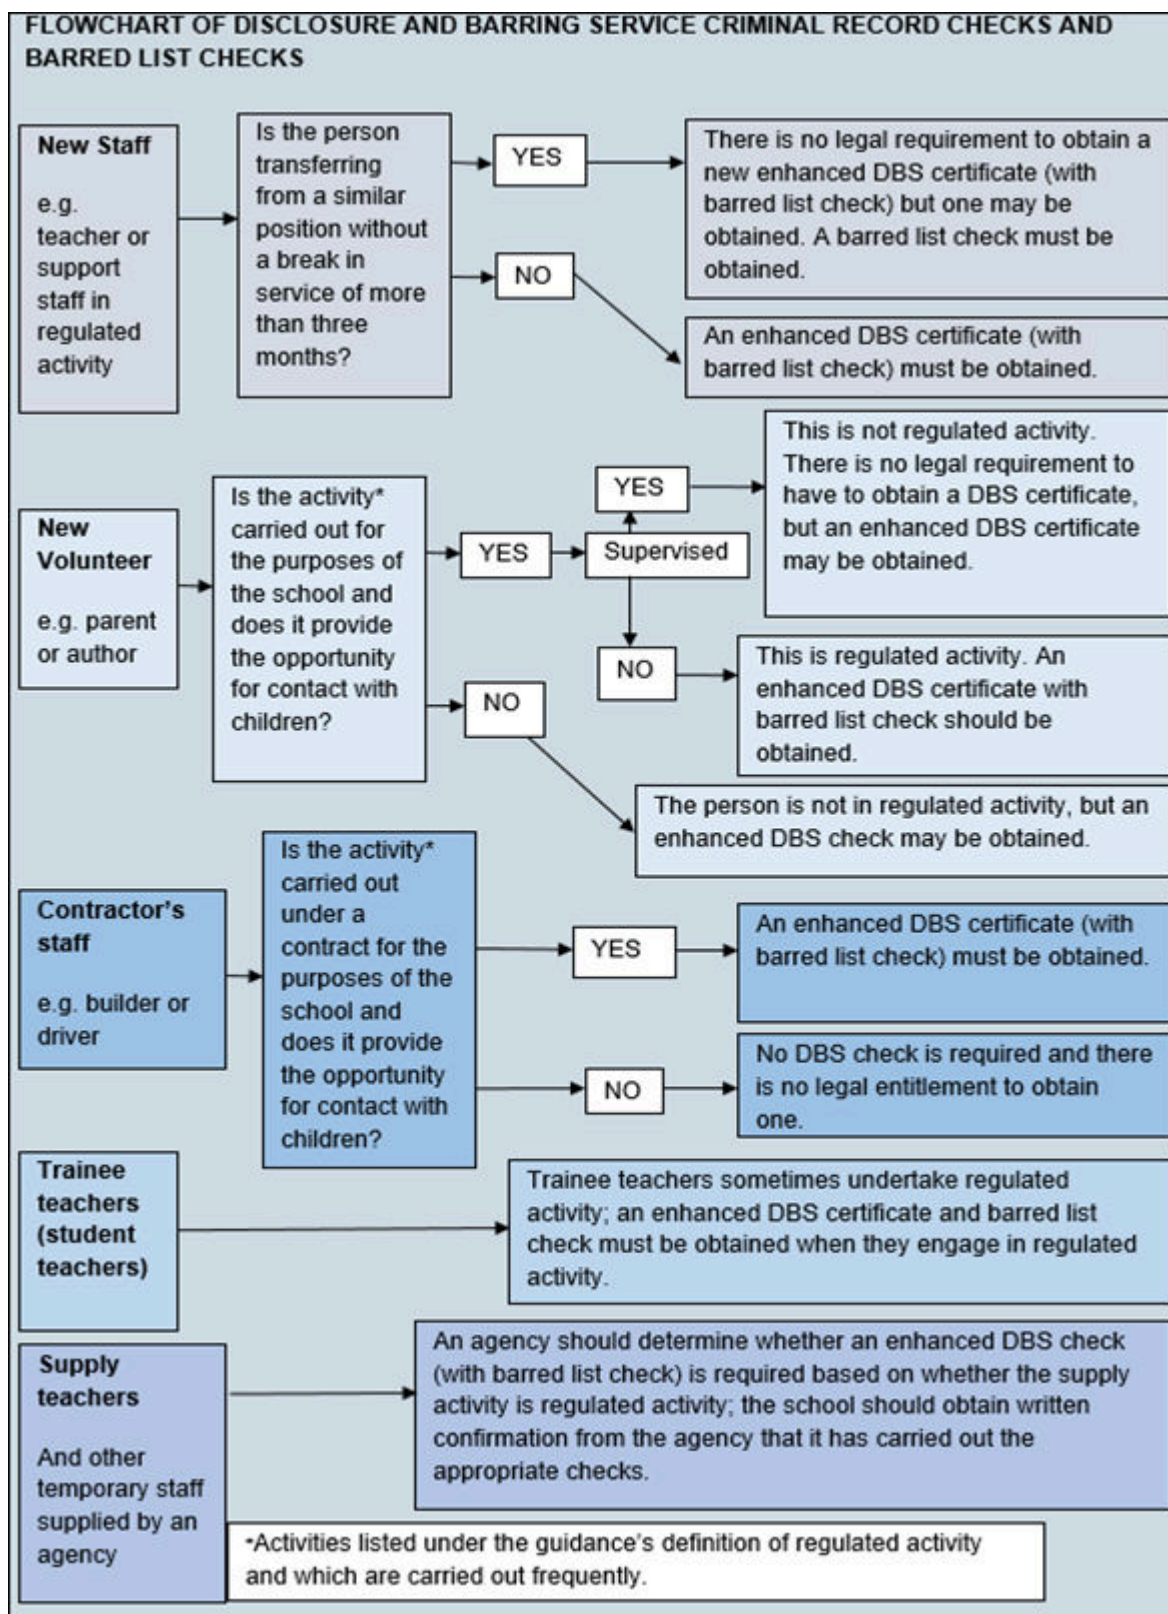 FLOWCHART OF DISCLOSURE AND BARRING SERVICE CRIMINAL RECORD CHECKS AND
BARRED LIST CHECKS
New Staff
e.g.
teacher or
support
staff in
regulated
activity
Is the person
transferring
from a similar
position without
a break in
service of more
than three
months?
YES
There is no legal requirement to obtain a
new enhanced DBS certificate (with
barred list check) but one may be
obtained. A barred list check must be
obtained.
NO
An enhanced DBS certificate (with
barred list check) must be obtained.
New
Volunteer
e.g. parent
or author
Is the activity*
carried out for
the purposes of
the school and
does it provide
the opportunity
for contact with
children?
YES
Supervised
YES
This is not regulated activity.
There is no legal requirement to
have to obtain a DBS certificate,
but an enhanced DBS certificate
may be obtained.
NO
This is regulated activity. An
enhanced DBS certificate with
barred list check should be
obtained.
NO
The person is not in regulated activity, but an
enhanced DBS check may be obtained.
Contractor's
staff
e.g. builder or
driver
Is the activity*
carried out
under a
contract for the
purposes of the
school and
does it provide
the opportunity
for contact with
children?
YES
An enhanced DBS certificate (with
barred list check) must be obtained.
NO
No DBS check is required and there
is no legal entitlement to obtain
one.
Trainee
teachers
(student
teachers)
Trainee teachers sometimes undertake regulated
activity; an enhanced DBS certificate and barred list
check must be obtained when they engage in regulated
activity.
Supply
teachers
And other
temporary staff
supplied by an
agency
An agency should determine whether an enhanced DBS check
(with barred list check) is required based on whether the supply
activity is regulated activity; the school should obtain written
confirmation from the agency that it has carried out the
appropriate checks.
*Activities listed under the guidance's definition of regulated activity
and which are carried out frequently.